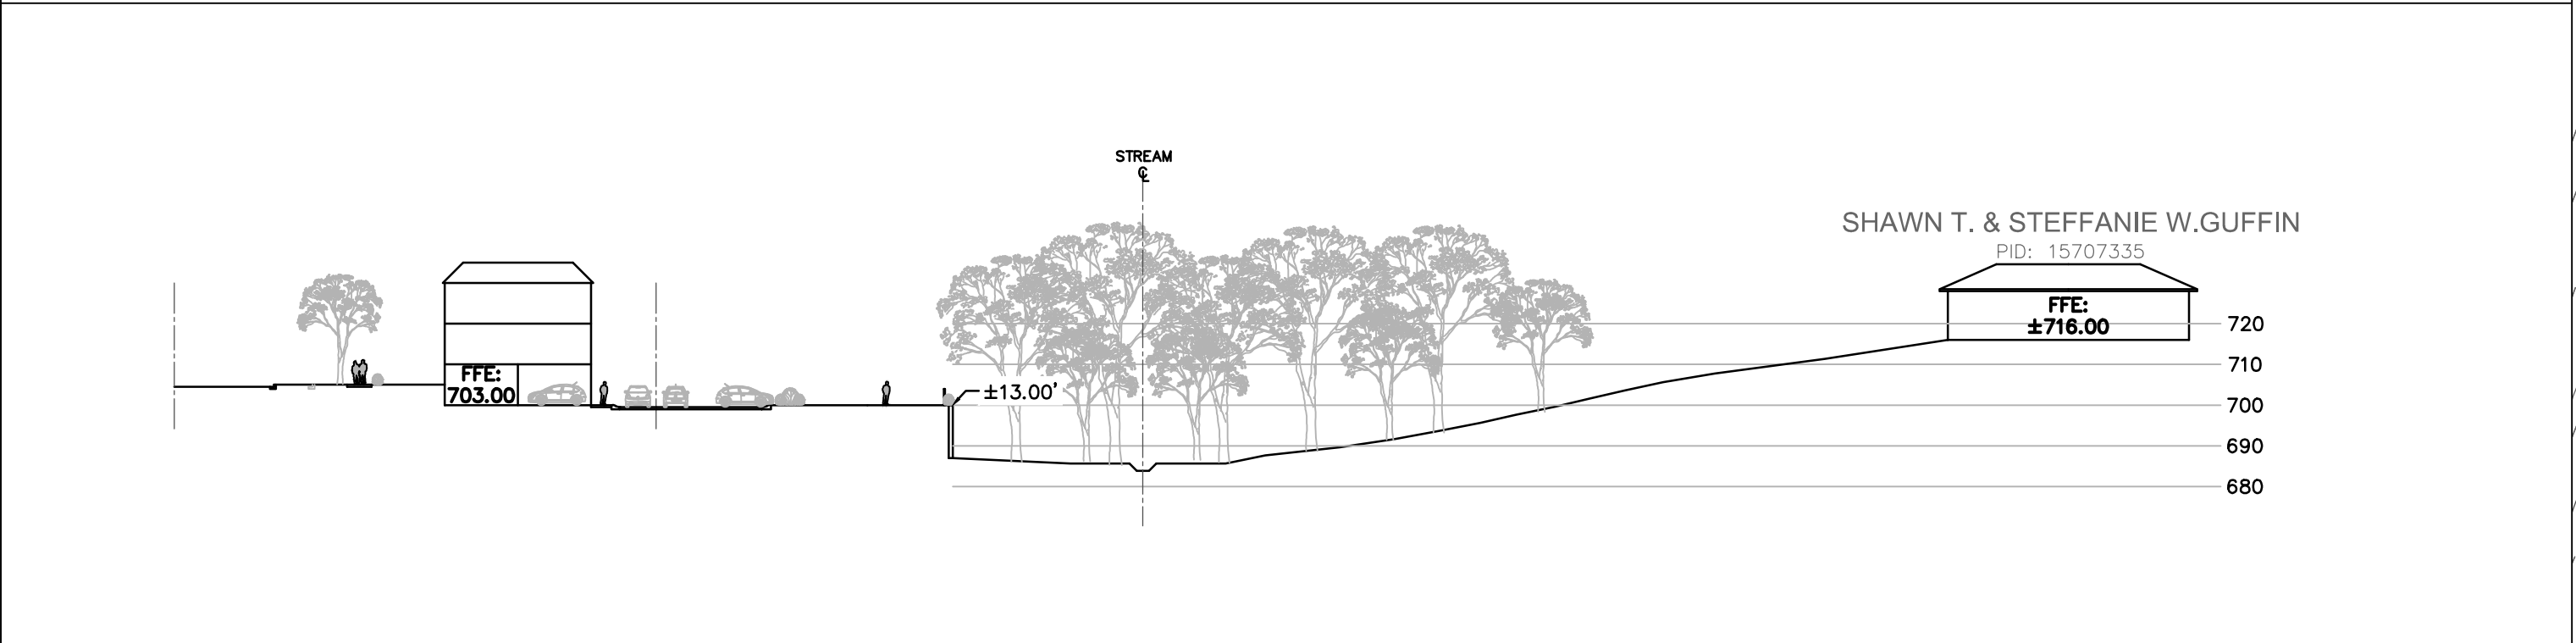 STREAM
℄
SHAWN T. & STEFFANIE W.GUFFIN
PID: 15707335
FFE:
±716.00
720
710
FFE:
703.00
±13.00'
700
690
680